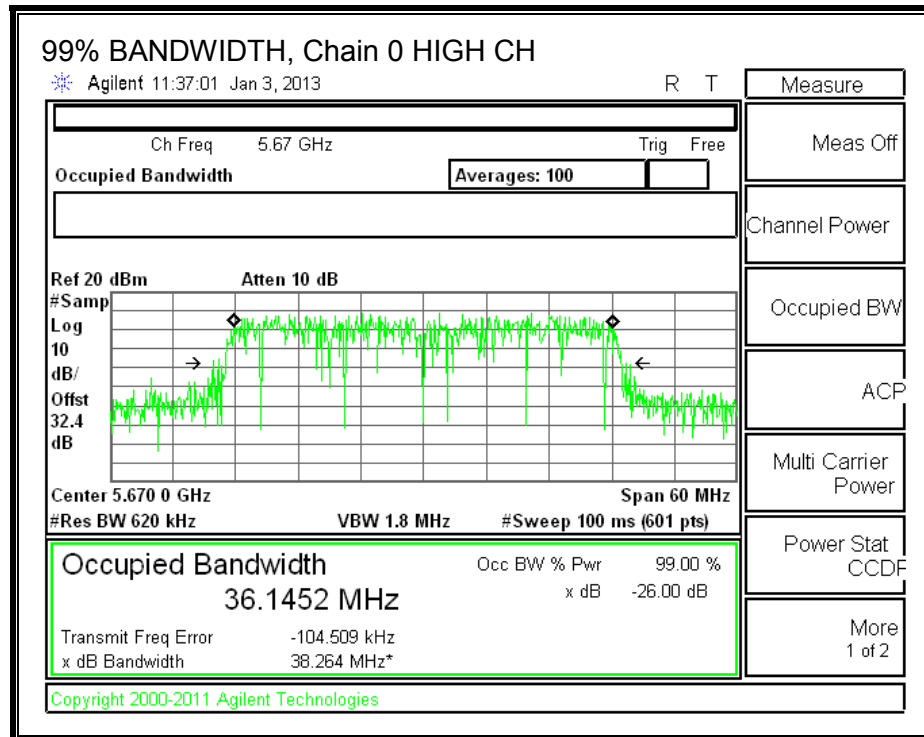 99% BANDWIDTH, Chain 0 HIGH CH
Agilent 11:37:01 Jan 3, 2013 R T
Measure
Ch Freq 5.67 GHz Trig Free
Occupied Bandwidth Averages: 100
Meas Off
Channel Power
Occupied BW
ACP
Multi Carrier
Power
Power Stat
CCDF
More
1 of 2
Ref 20 dBm Atten 10 dB
#Samp
Log
10
dB/
Offst
32.4
dB
Center 5.670 0 GHz Span 60 MHz
#Res BW 620 kHz VBW 1.8 MHz #Sweep 100 ms (601 pts)
Occupied Bandwidth Occ BW % Pwr 99.00 %
36.1452 MHz x dB -26.00 dB
Transmit Freq Error -104.509 kHz
x dB Bandwidth 38.264 MHz*
Copyright 2000-2011 Agilent Technologies